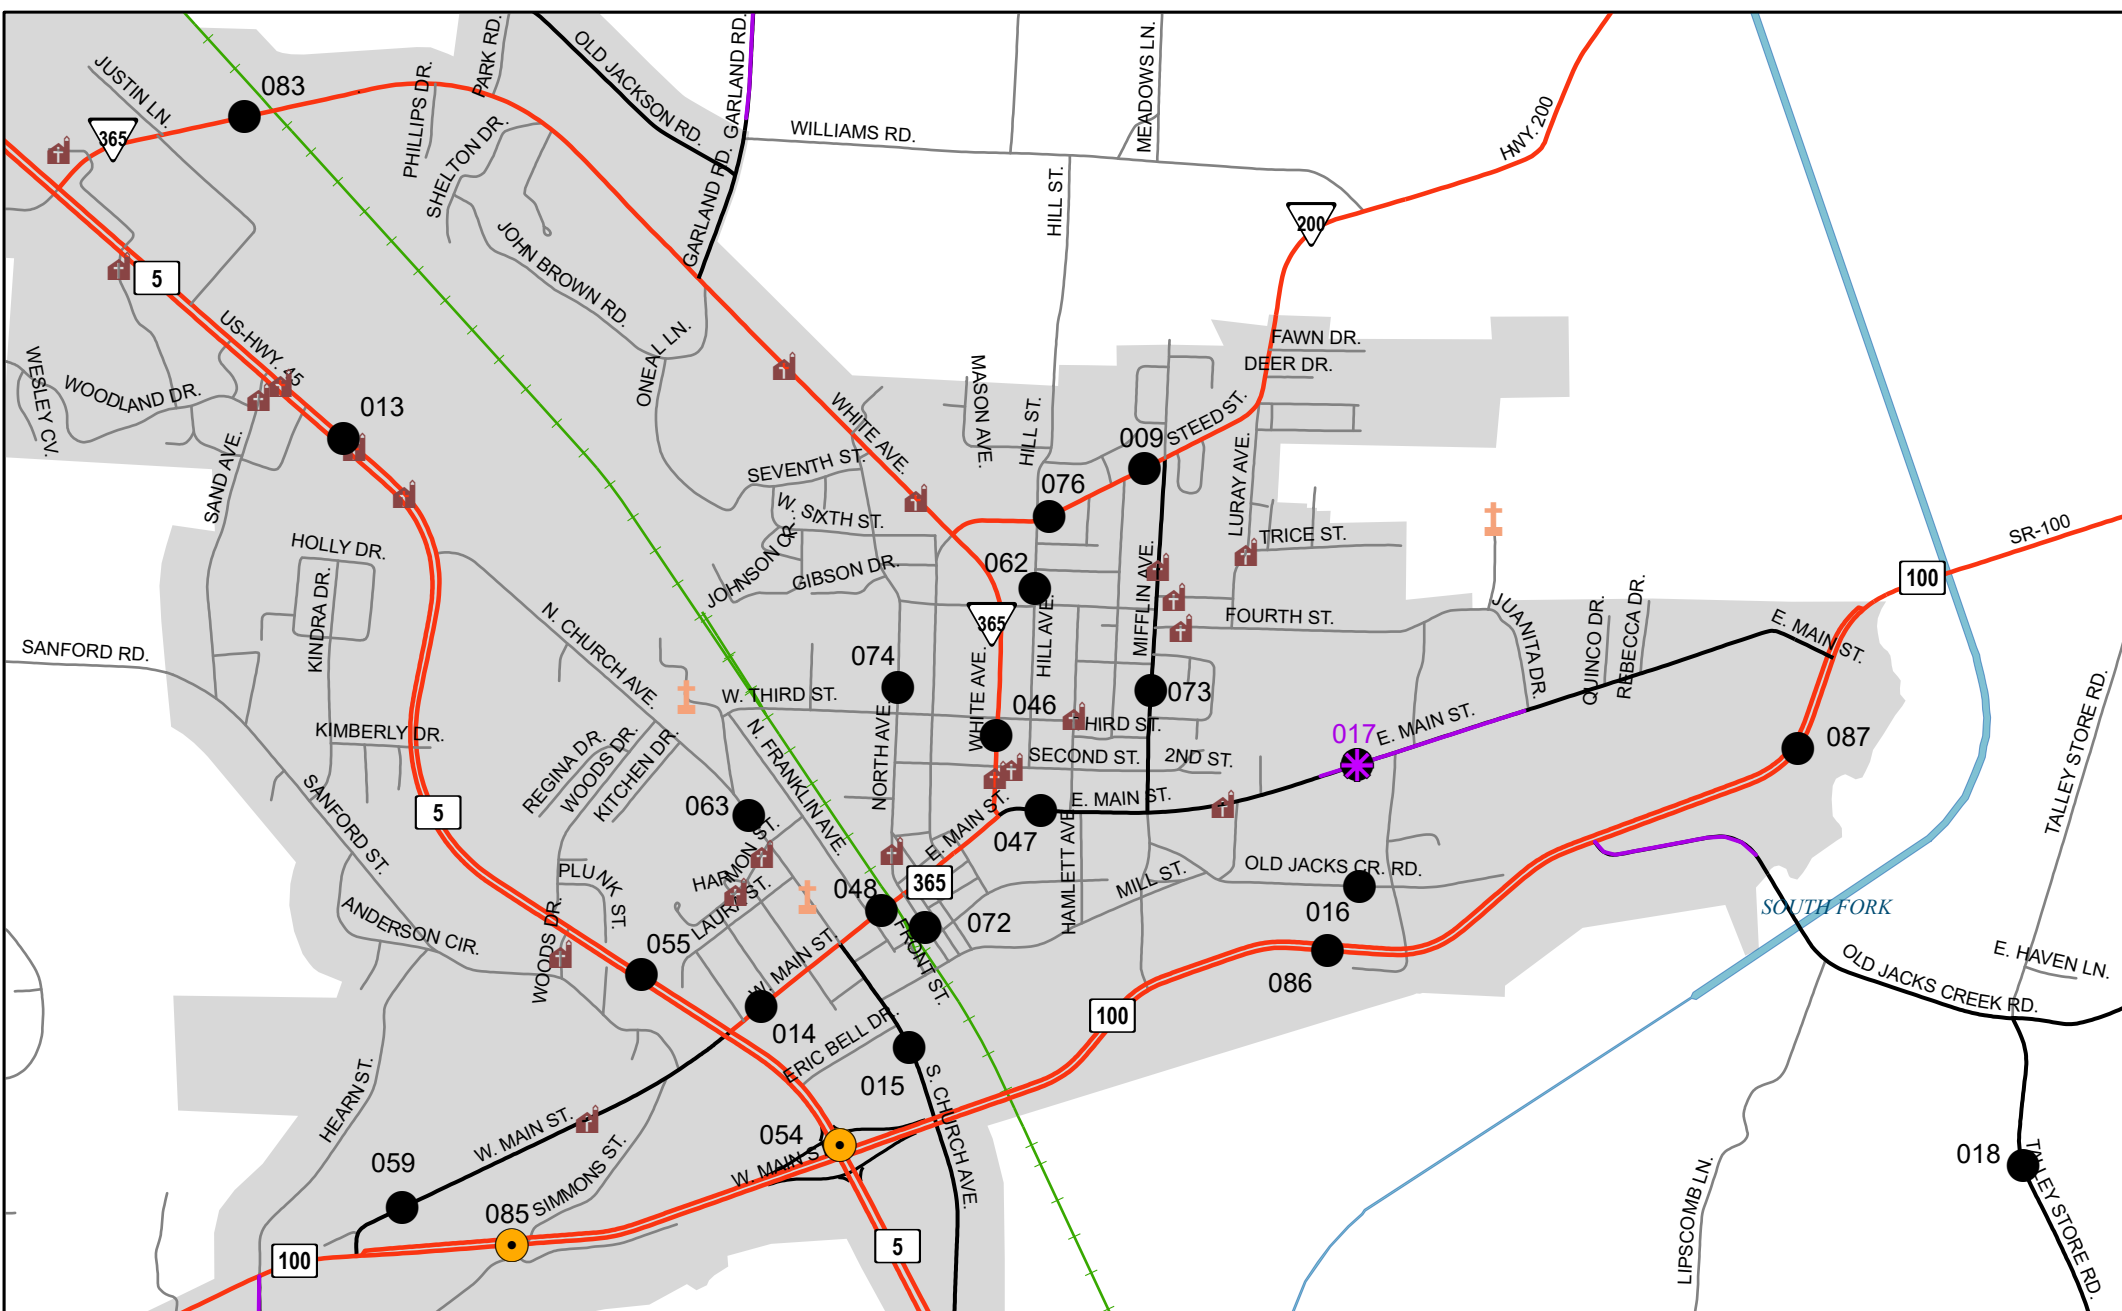 JUSTIN LN.
083
365
PHILLIPS DR.
PARK RD.
OLD JACKSON RD.
GARLAND RD.
GARLAND RD.
GARLAND RD.
SHELTON DR.
JOHN BROWN RD.
WILLIAMS RD.
MEADOWS LN.
HILL ST.
HWY. 200
200
5
US-HWY. 45
WESLEY CV.
WOODLAND DR.
SAND AVE.
013
ONEAL LN.
WHITE AVE.
MASON AVE.
HILL ST.
FAWN DR.
DEER DR.
STEED ST.
009
076
LURAY AVE.
TRICE ST.
SEVENTH ST.
W. SIXTH ST.
JOHNSON CR.
GIBSON DR.
062
365
HILL AVE.
MIFFLIN AVE.
FOURTH ST.
JUANITA DR.
QUINCO DR.
REBECCA DR.
E. MAIN ST.
100
SR-100
HOLLY DR.
KINDRA DR.
SANFORD RD.
N. CHURCH AVE.
KIMBERLY DR.
074
W. THIRD ST.
NORTH AVE.
WHITE AVE.
046
THIRD ST.
073
SECOND ST.
2ND ST.
017
E. MAIN ST.
087
TALLEY STORE RD.
REGINA DR.
WOODS DR.
KITCHEN DR.
N. FRANKLIN AVE.
063
5
SANFORD ST.
E. MAIN ST.
E. MAIN ST.
047
HAMLETT AVE.
MILL ST.
OLD JACKS CR. RD.
016
PLUNK ST.
HARMON ST.
LAURA ST.
048
365
072
FRONT ST.
ANDERSON CIR.
WOODS DR.
055
W. MAIN ST.
014
086
100
SOUTH FORK
OLD JACKS CREEK RD.
E. HAVEN LN.
ERIC BELL DR.
015
S. CHURCH AVE.
HEARN ST.
W. MAIN ST.
SIMMONS ST.
054
W. MAIN S
059
085
100
5
LIPSCOMB LN.
018
TALLEY STORE RD.